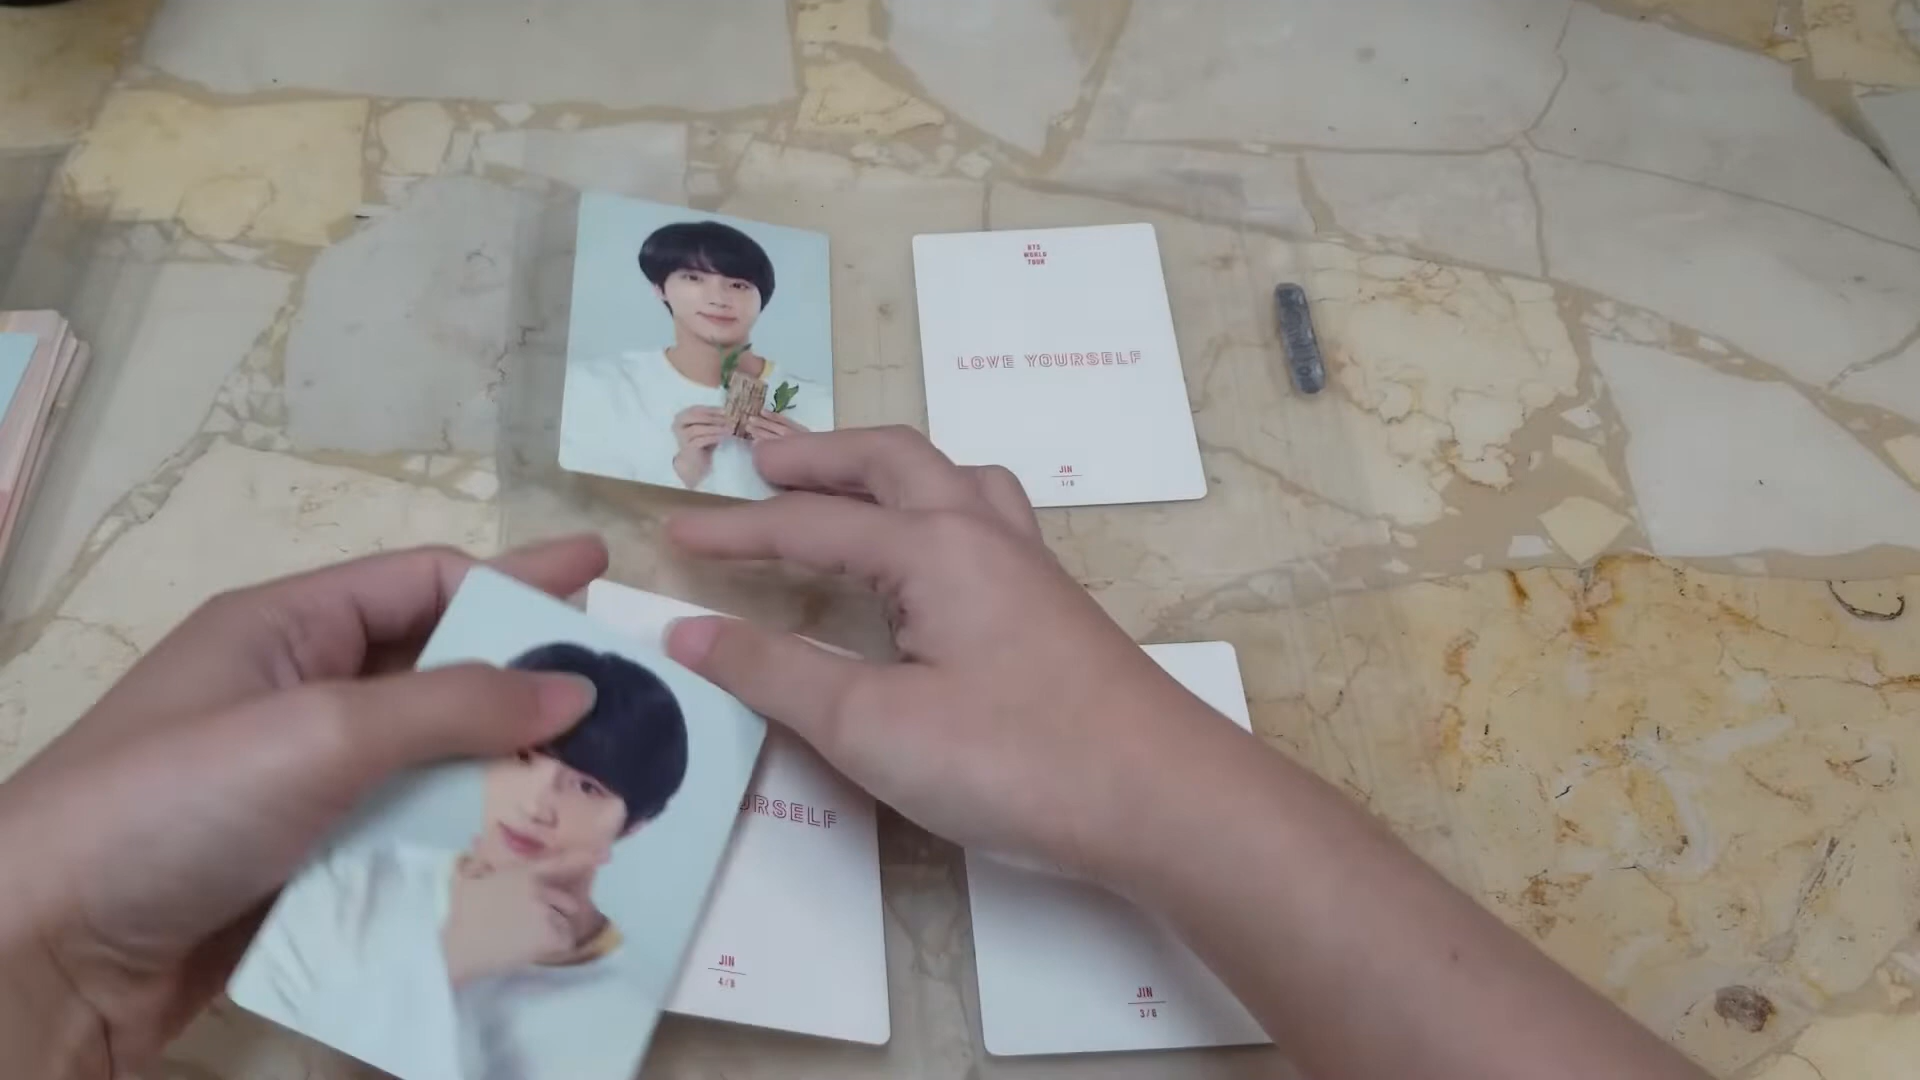 BTS
WORLD
TOUR
LOVE YOURSELF
JIN
1/8
URSELF
JIN
4/8
JIN
3/8